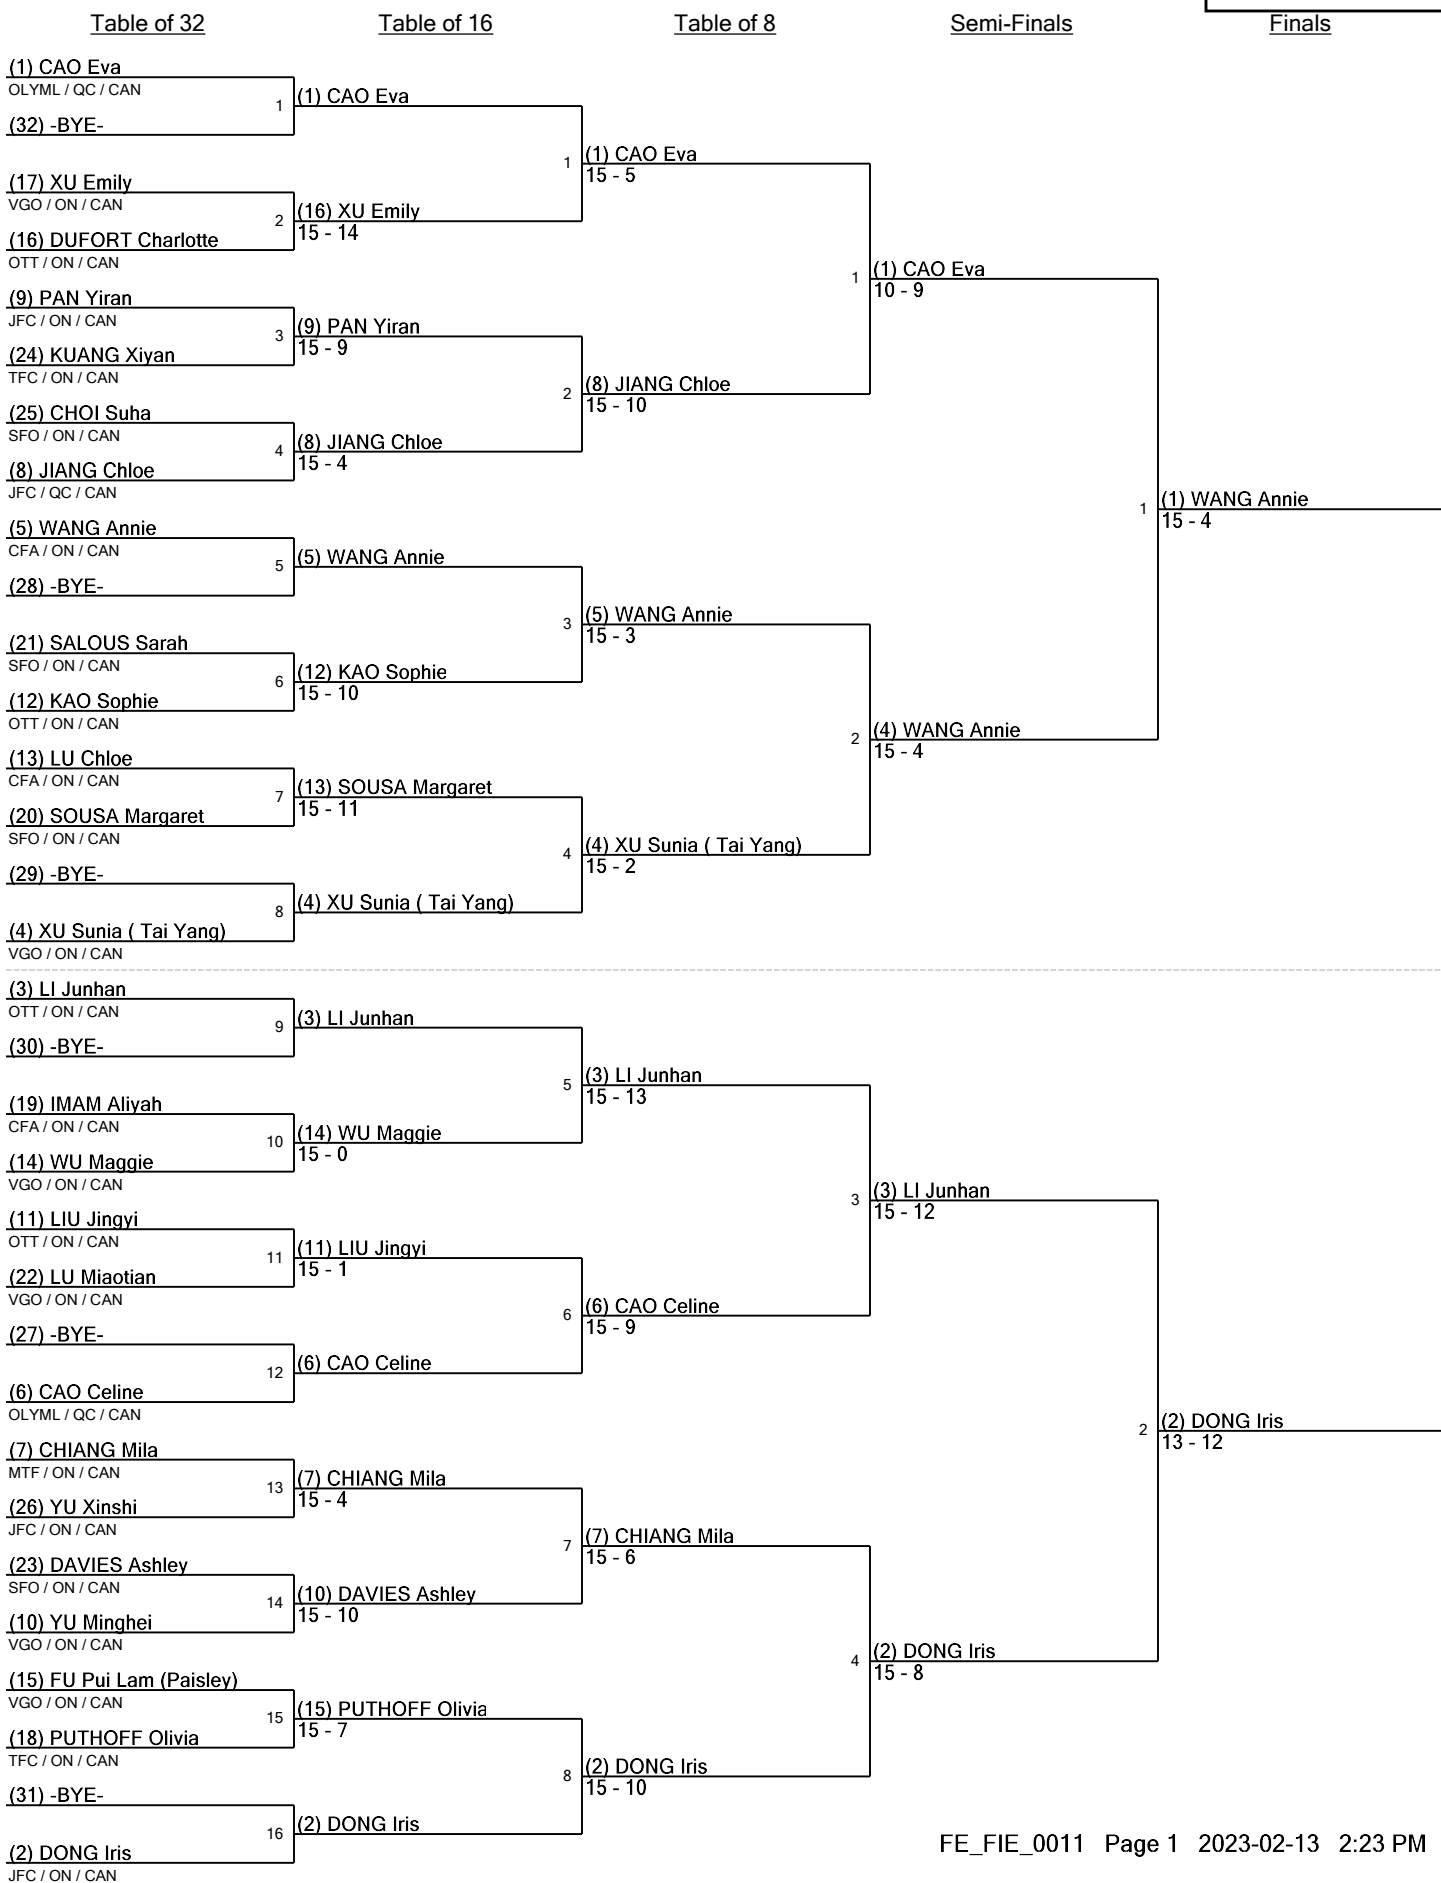 Table of 32
Table of 16
Table of 8
Semi-Finals
Finals
(1) CAO Eva
OLYML / QC / CAN
(32) -BYE-
(17) XU Emily
VGO / ON / CAN
(16) DUFORT Charlotte
OTT / ON / CAN
(9) PAN Yiran
JFC / ON / CAN
(24) KUANG Xiyan
TFC / ON / CAN
(25) CHOI Suha
SFO / ON / CAN
(8) JIANG Chloe
JFC / QC / CAN
(5) WANG Annie
CFA / ON / CAN
(28) -BYE-
(21) SALOUS Sarah
SFO / ON / CAN
(12) KAO Sophie
OTT / ON / CAN
(13) LU Chloe
CFA / ON / CAN
(20) SOUSA Margaret
SFO / ON / CAN
(29) -BYE-
(4) XU Sunia ( Tai Yang)
VGO / ON / CAN
(3) LI Junhan
OTT / ON / CAN
(30) -BYE-
(19) IMAM Aliyah
CFA / ON / CAN
(14) WU Maggie
VGO / ON / CAN
(11) LIU Jingyi
OTT / ON / CAN
(22) LU Miaotian
VGO / ON / CAN
(27) -BYE-
(6) CAO Celine
OLYML / QC / CAN
(7) CHIANG Mila
MTF / ON / CAN
(26) YU Xinshi
JFC / ON / CAN
(23) DAVIES Ashley
SFO / ON / CAN
(10) YU Minghei
VGO / ON / CAN
(15) FU Pui Lam (Paisley)
VGO / ON / CAN
(18) PUTHOFF Olivia
TFC / ON / CAN
(31) -BYE-
(2) DONG Iris
JFC / ON / CAN
1 (1) CAO Eva
2 (16) XU Emily
15 - 14
3 (9) PAN Yiran
15 - 9
4 (8) JIANG Chloe
15 - 4
5 (5) WANG Annie
6 (12) KAO Sophie
15 - 10
7 (13) SOUSA Margaret
15 - 11
8 (4) XU Sunia ( Tai Yang)
9 (3) LI Junhan
10 (14) WU Maggie
15 - 0
11 (11) LIU Jingyi
15 - 1
12 (6) CAO Celine
13 (7) CHIANG Mila
15 - 4
14 (10) DAVIES Ashley
15 - 10
15 (15) PUTHOFF Olivia
15 - 7
16 (2) DONG Iris
1 (1) CAO Eva
15 - 5
2 (8) JIANG Chloe
15 - 10
3 (5) WANG Annie
15 - 3
4 (4) XU Sunia ( Tai Yang)
15 - 2
5 (3) LI Junhan
15 - 13
6 (6) CAO Celine
15 - 9
7 (7) CHIANG Mila
15 - 6
8 (2) DONG Iris
15 - 10
1 (1) CAO Eva
10 - 9
2 (4) WANG Annie
15 - 4
3 (3) LI Junhan
15 - 12
4 (2) DONG Iris
15 - 8
1 (1) WANG Annie
15 - 4
2 (2) DONG Iris
13 - 12
FE_FIE_0011 Page 1 2023-02-13 2:23 PM